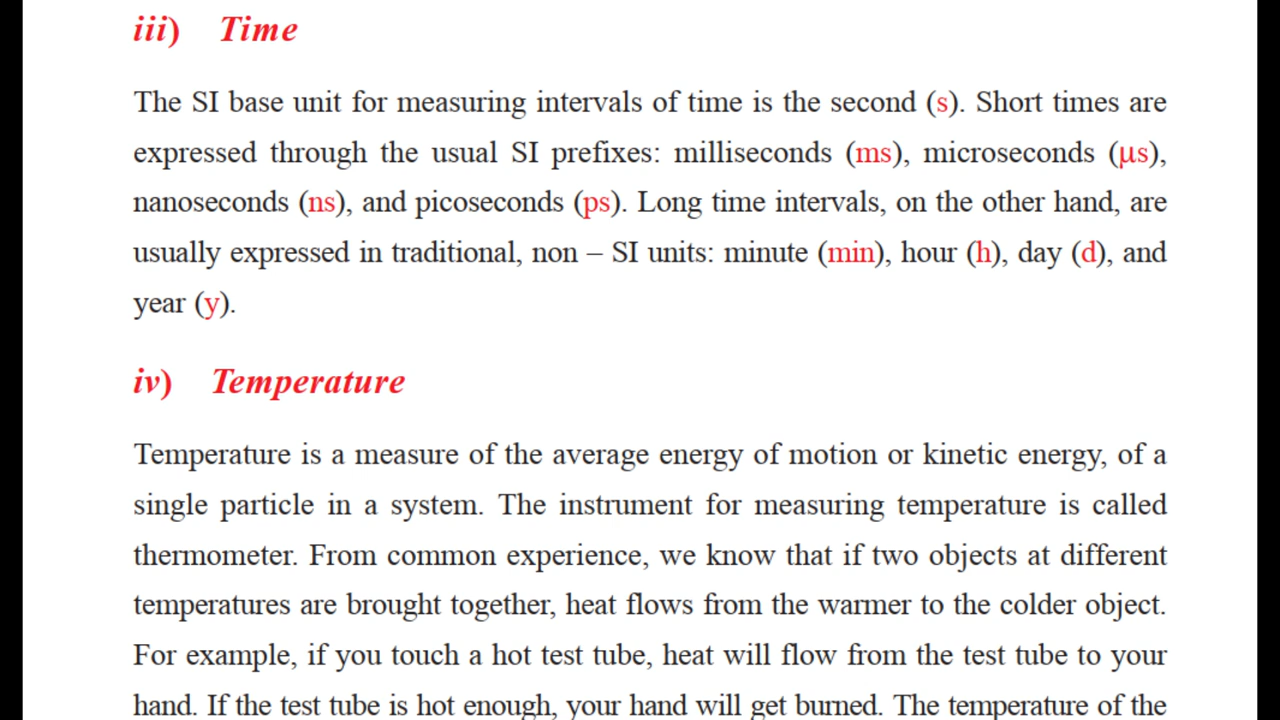 iii) Time
The SI base unit for measuring intervals of time is the second (s). Short times are
expressed through the usual SI prefixes: milliseconds (ms), microseconds (μs),
nanoseconds (ns), and picoseconds (ps). Long time intervals, on the other hand, are
usually expressed in traditional, non – SI units: minute (min), hour (h), day (d), and
year (y).
iv) Temperature
Temperature is a measure of the average energy of motion or kinetic energy, of a
single particle in a system. The instrument for measuring temperature is called
thermometer. From common experience, we know that if two objects at different
temperatures are brought together, heat flows from the warmer to the colder object.
For example, if you touch a hot test tube, heat will flow from the test tube to your
hand. If the test tube is hot enough, your hand will get burned. The temperature of the